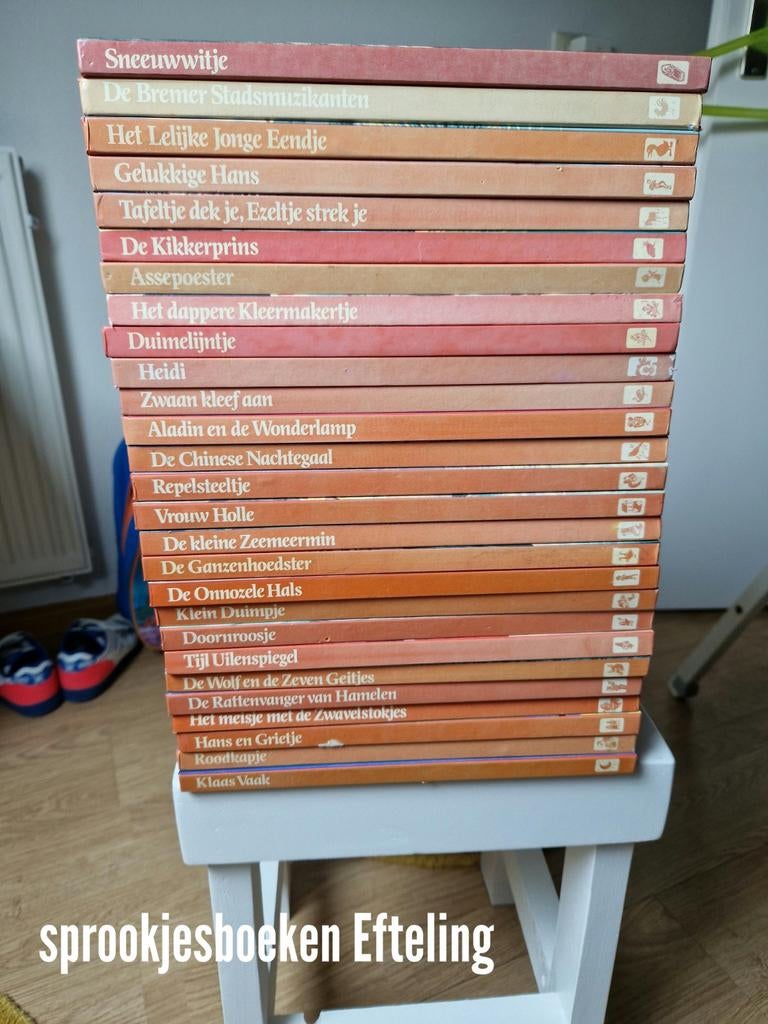 Sneeuwwitje
De Bremer Stadsmuzikanten
Het Lelijke Jonge Eendje
Gelukkige Hans
Tafeltje dek je, Ezeltje strek je
De Kikkerprins
Assepoester
Het dappere Kleermakertje
Duimelijntje
Heidi
Zwaan kleef aan
Aladin en de Wonderlamp
De Chinese Nachtegaal
Repelsteeltje
Vrouw Holle
De kleine Zeemeermin
De Ganzenhoedster
De Onnozele Hals
Klein Duimpje
Doornroosje
Tijl Uilenspiegel
De Wolf en de Zeven Geitjes
De Rattenvanger van Hamelen
Het meisje met de Zwavelstokjes
Hans en Grietje
Roodkapje
Klaas Vaak
sprookjesboeken Efteling